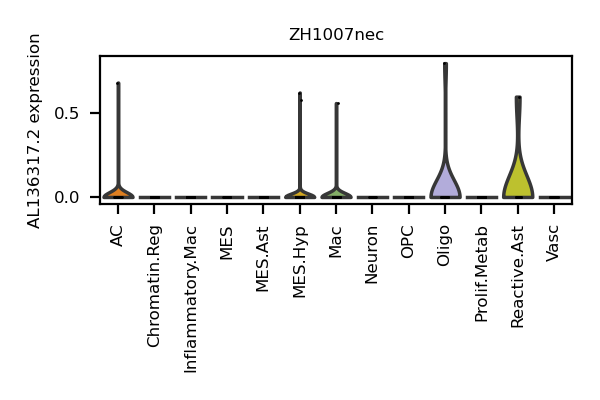 ZH1007nec
AL136317.2 expression
0.5
0.0
AC
Chromatin.Reg
Inflammatory.Mac
MES
MES.Ast
MES.Hyp
Mac
Neuron
OPC
Oligo
Prolif.Metab
Reactive.Ast
Vasc